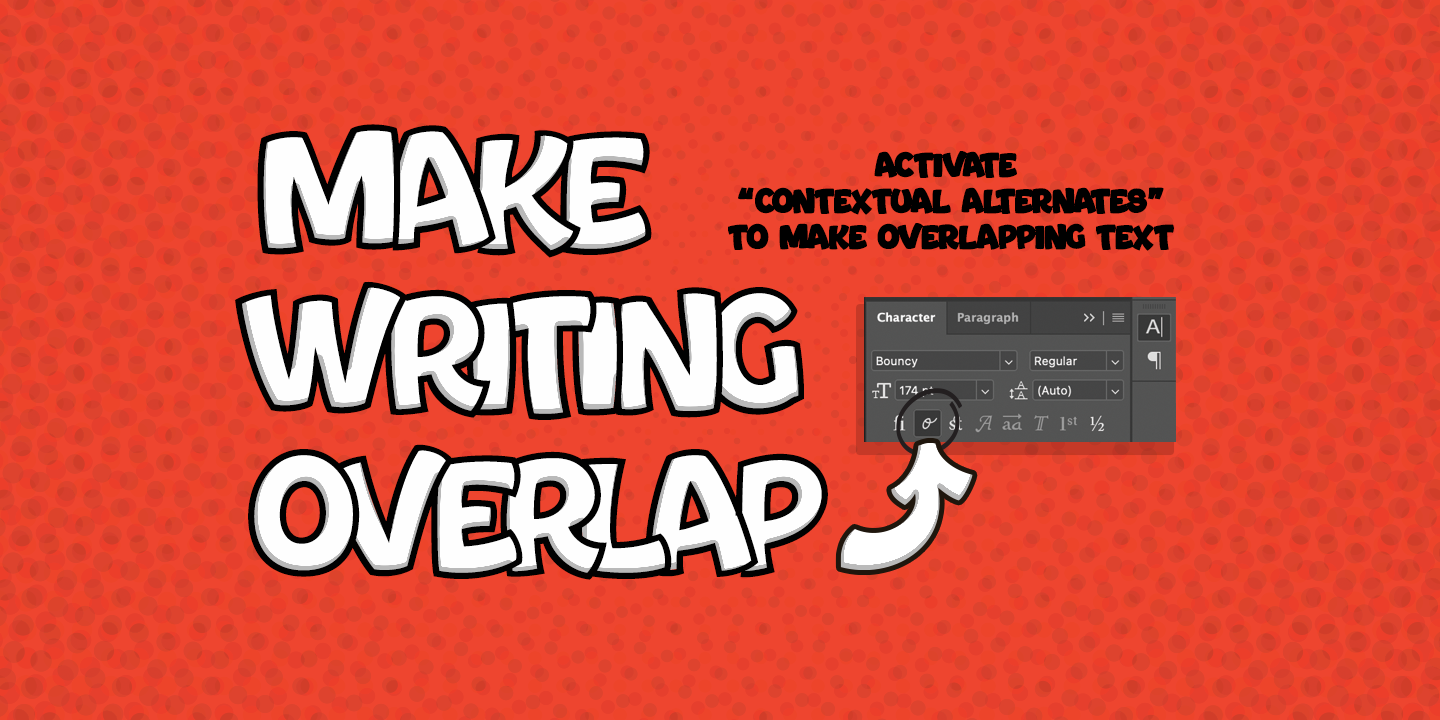 MAKE
WRITING
OVERLAP
ACTIVATE
“CONTEXTUAL ALTERNATES”
TO MAKE OVERLAPPING TEXT
Character Paragraph
Bouncy Regular
174 pt (Auto)
fi st A aa T 1st ½